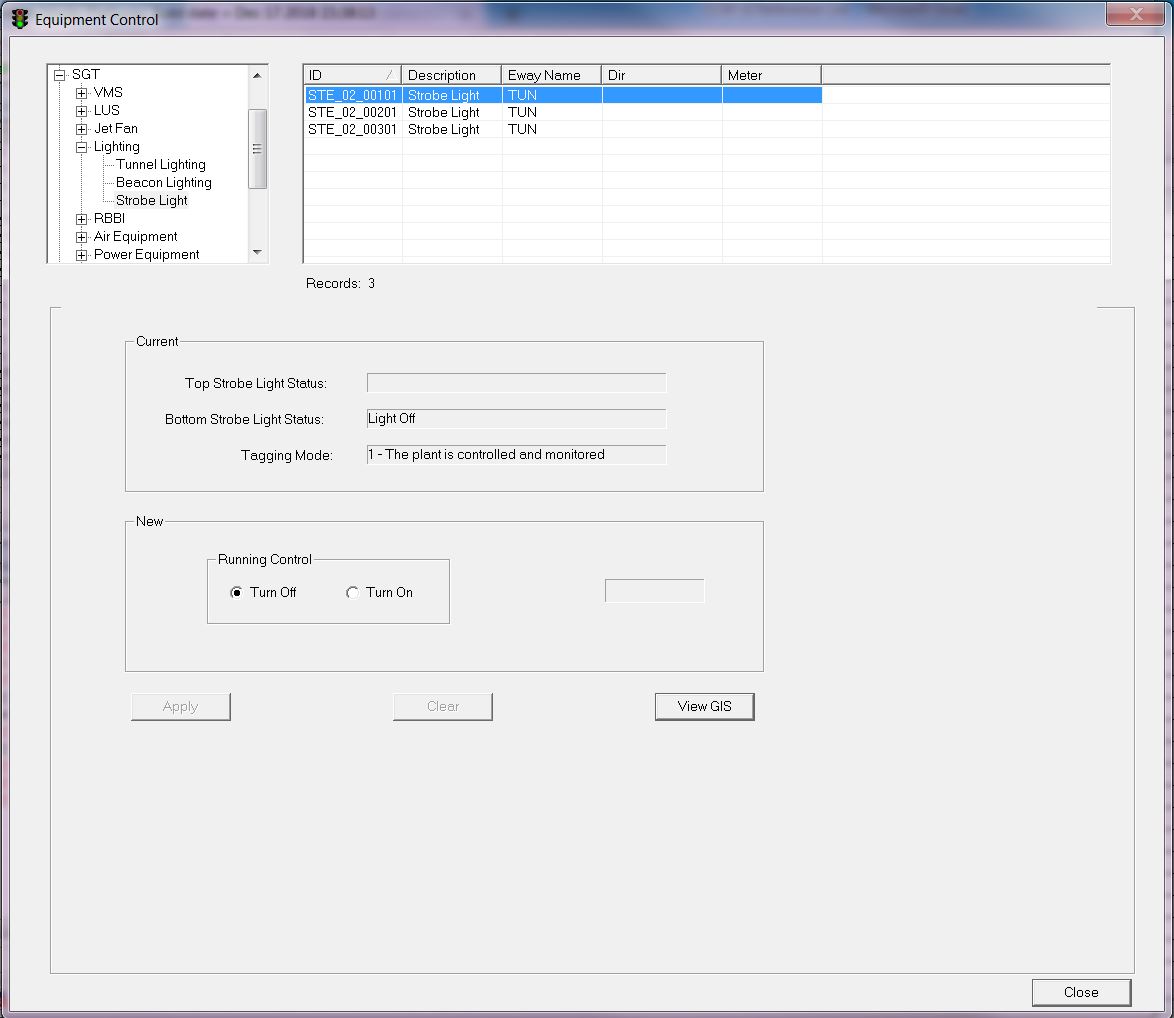 Equipment Control
SGT
VMS
LUS
Jet Fan
Lighting
Tunnel Lighting
Beacon Lighting
Strobe Light
RBBI
Air Equipment
Power Equipment
ID / Description Eway Name Dir Meter
STE_02_00101 Strobe Light TUN
STE_02_00201 Strobe Light TUN
STE_02_00301 Strobe Light TUN
Records: 3
Current
Top Strobe Light Status:
Bottom Strobe Light Status: Light Off
Tagging Mode: 1 - The plant is controlled and monitored
New
Running Control
Turn Off Turn On
Apply Clear View GIS
Close